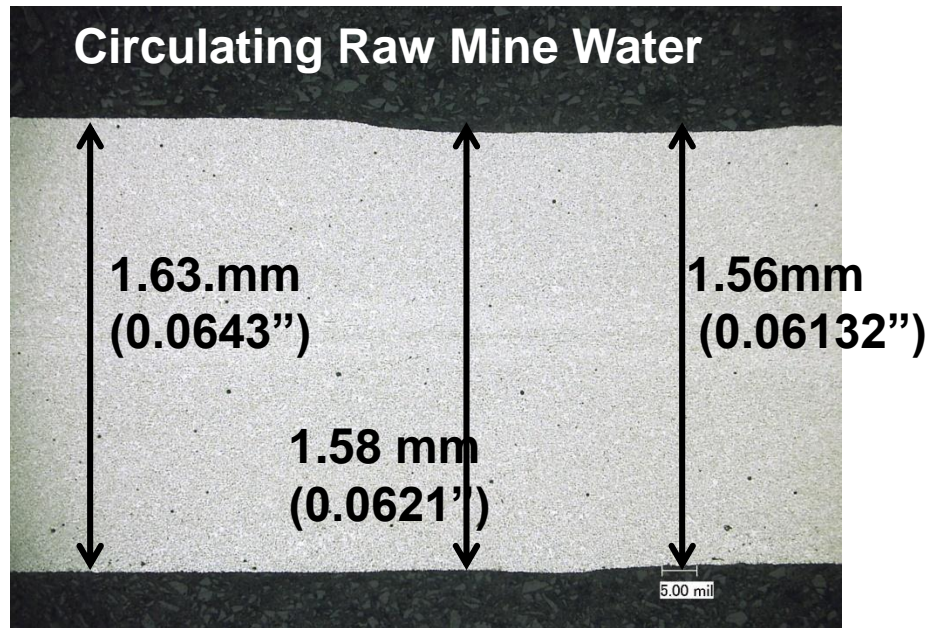 Circulating Raw Mine Water
1.63.mm
(0.0643”)
1.56mm
(0.06132”)
1.58 mm
(0.0621”)
5.00 mil